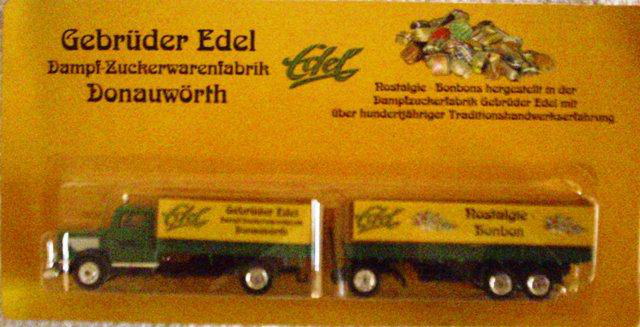 Gebrüder Edel
Dampf-Zuckerwarenfabrik
Donauwörth
Edel
Nostalgie - Bonbons hergestellt in der
Dampfzuckerfabrik Gebrüder Edel mit
über hundertjähriger Traditionshandwerkserfahrung
Edel
Gebrüder Edel
Donauwörth
Edel
Nostalgie
Bonbon